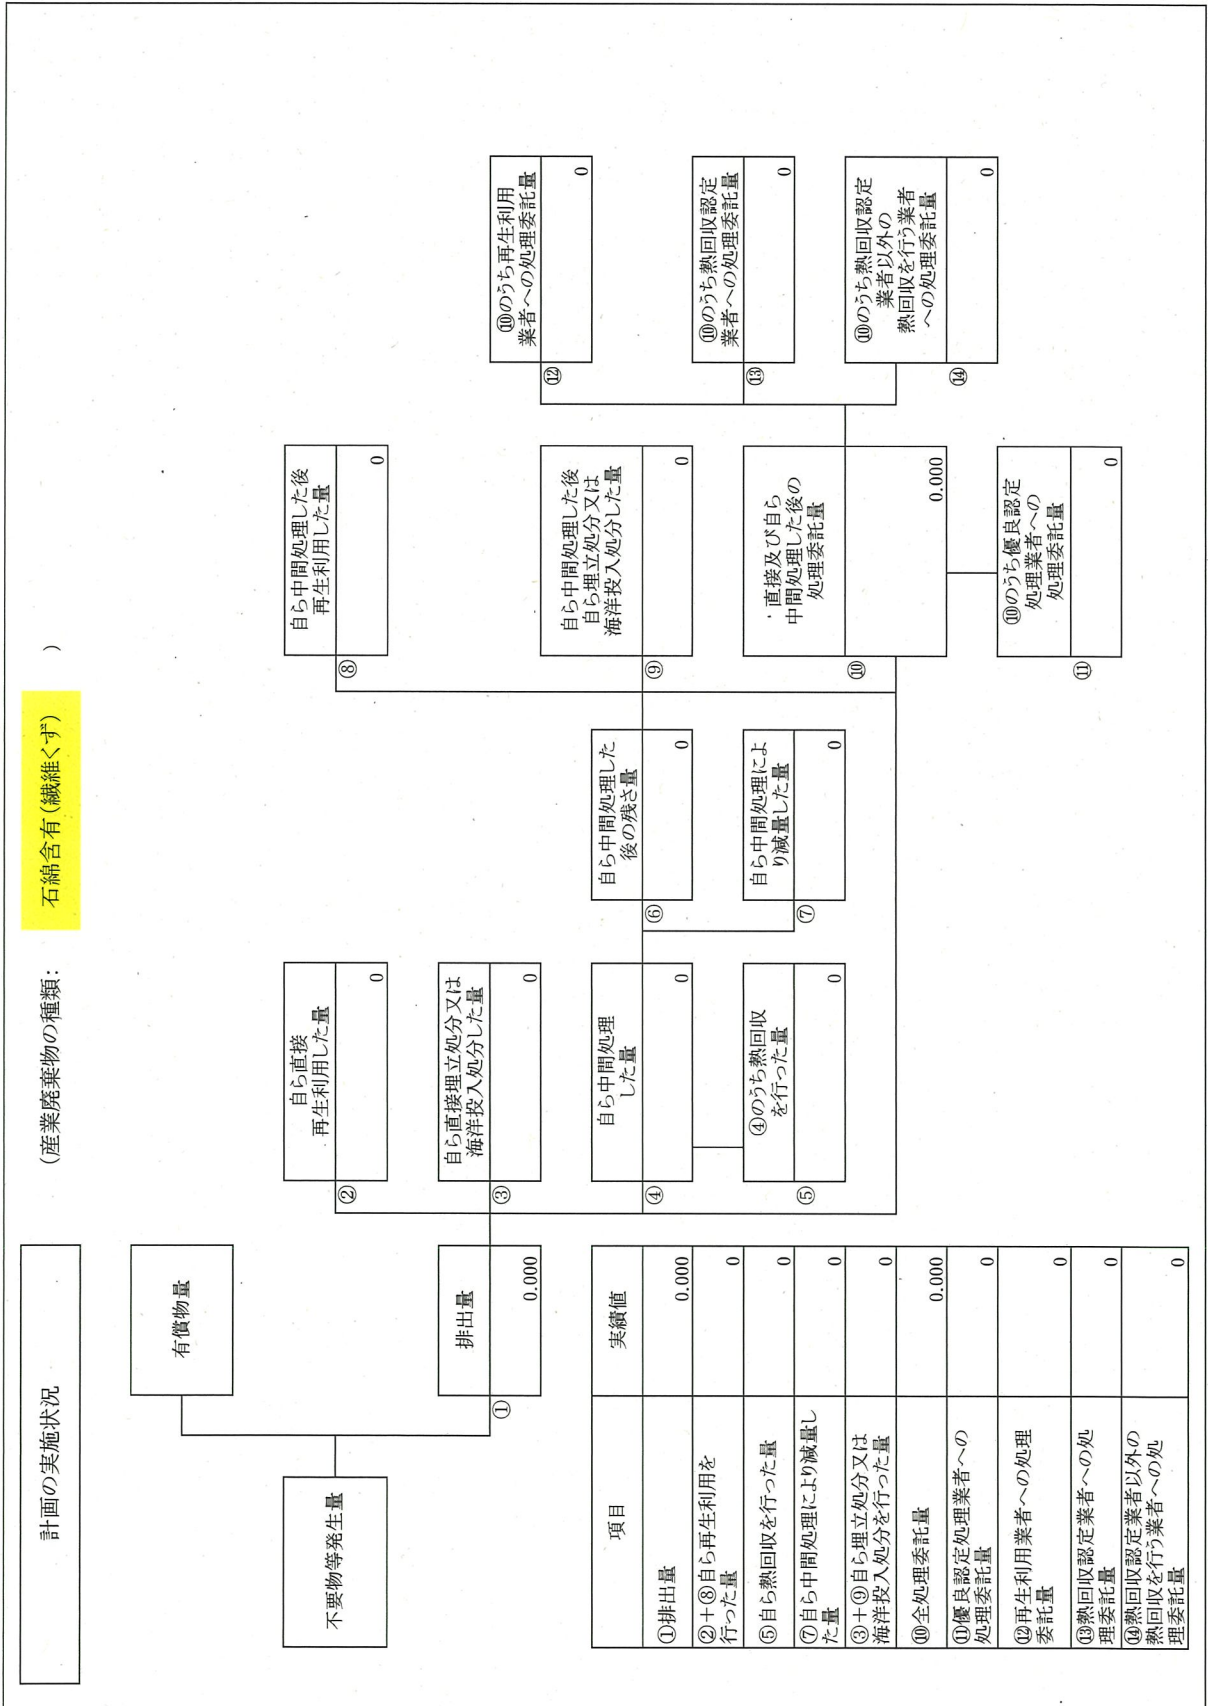 計画の実施状況
（産業廃棄物の種類：
石綿含有（繊維くず）
）
有償物量
不要物等発生量
排出量
①
0.000
自ら直接
再生利用した量
②
0
自ら直接埋立処分又は
海洋投入処分した量
③
0
自ら中間処理
した量
④
0
④のうち熱回収
を行った量
⑤
0
自ら中間処理した
後の残さ量
⑥
0
自ら中間処理によ
り減量した量
⑦
0
自ら中間処理した後
再生利用した量
⑧
0
自ら中間処理した後
自ら埋立処分又は
海洋投入処分した量
⑨
0
直接及び自ら
中間処理した後の
処理委託量
⑩
0.000
⑩のうち優良認定
処理業者への
処理委託量
⑪
0
⑩のうち再生利用
業者への処理委託量
⑫
0
⑩のうち熱回収認定
業者への処理委託量
⑬
0
⑩のうち熱回収認定
業者以外の
熱回収を行う業者
への処理委託量
⑭
0
項目
実績値
①排出量
0.000
②＋⑧自ら再生利用を
行った量
0
⑤自ら熱回収を行った量
0
⑦自ら中間処理により減量し
た量
0
③＋⑨自ら埋立処分又は
海洋投入処分を行った量
0
⑩全処理委託量
0.000
⑪優良認定処理業者への
処理委託量
0
⑫再生利用業者への処理
委託量
0
⑬熱回収認定業者への処
理委託量
0
⑭熱回収認定業者以外の
熱回収を行う業者への処
理委託量
0